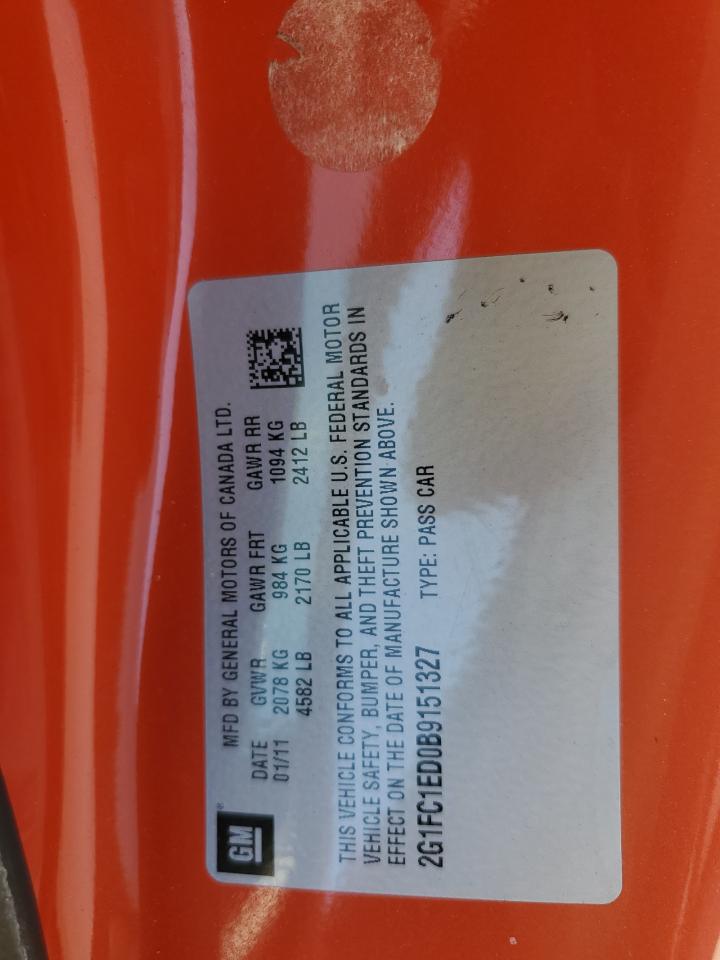 GM
MFD BY GENERAL MOTORS OF CANADA LTD.
DATE GVWR GAWR FRT GAWR RR
01/11 2078 KG 984 KG 1094 KG
4582 LB 2170 LB 2412 LB
THIS VEHICLE CONFORMS TO ALL APPLICABLE U.S. FEDERAL MOTOR
VEHICLE SAFETY, BUMPER, AND THEFT PREVENTION STANDARDS IN
EFFECT ON THE DATE OF MANUFACTURE SHOWN ABOVE.
2G1FC1ED0B9151327 TYPE: PASS CAR